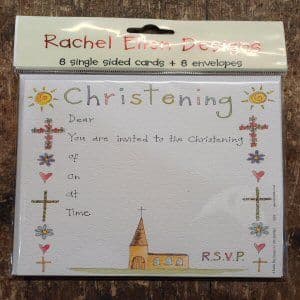 Rachel Ellen Designs
8 single sided cards + 8 envelopes
Christening
Dear
You are invited to the Christening
of
on
at
Time
R.S.V.P.